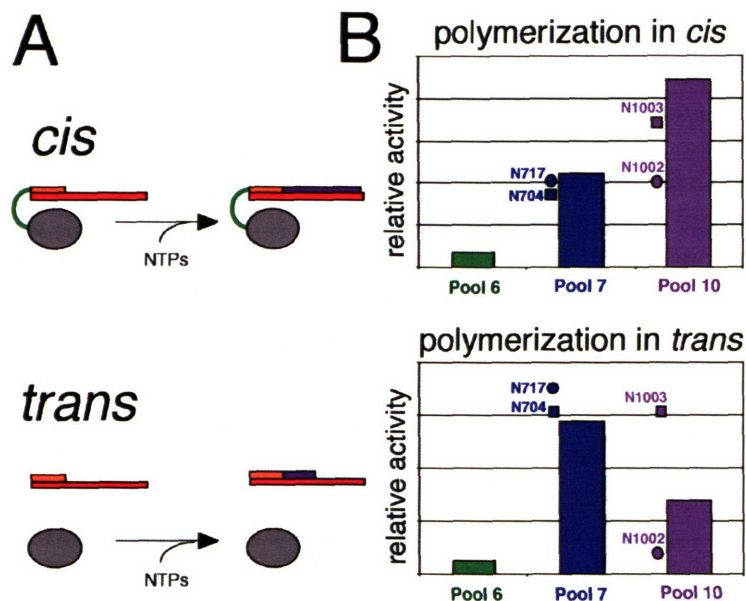 A
cis
NTPs
trans
NTPs
B
polymerization in cis
relative activity
N1003
N717
N1002
N704
Pool 6 Pool 7 Pool 10
polymerization in trans
relative activity
N717
N704
N1003
N1002
Pool 6 Pool 7 Pool 10